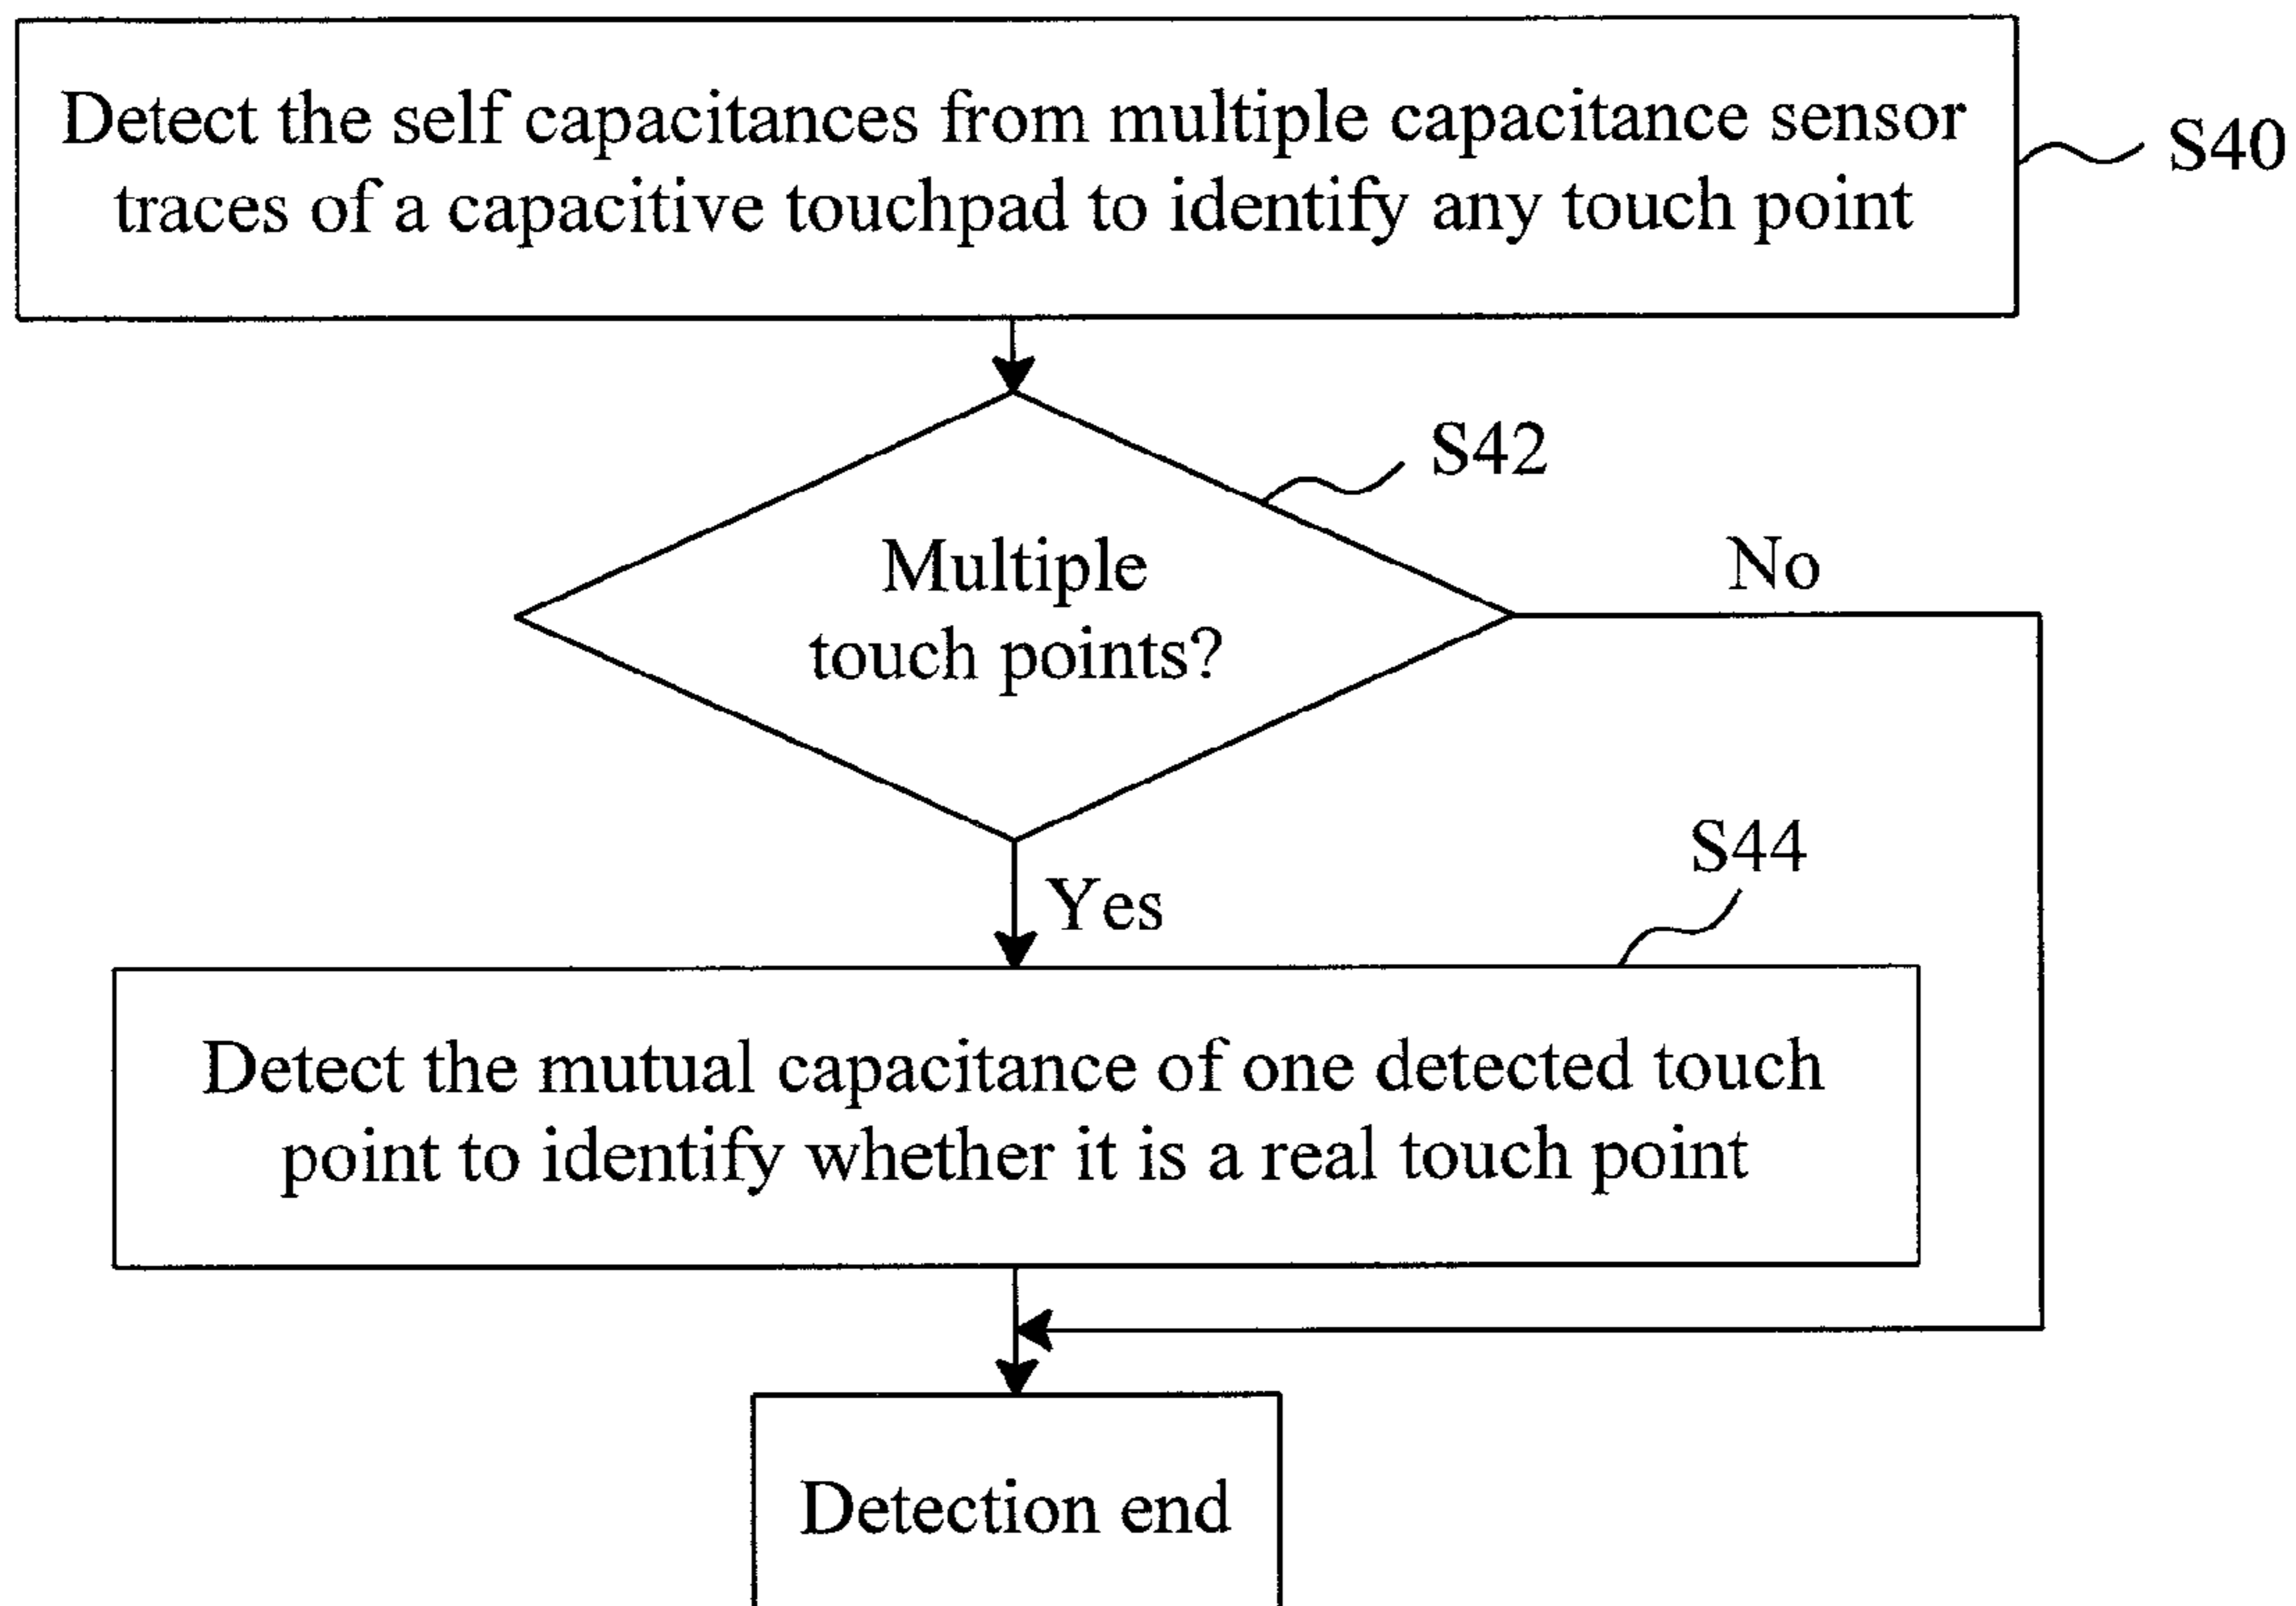 Detect the self capacitances from multiple capacitance sensor
traces of a capacitive touchpad to identify any touch point
S40
S42
Multiple
touch points?
No
Yes
S44
Detect the mutual capacitance of one detected touch
point to identify whether it is a real touch point
Detection end